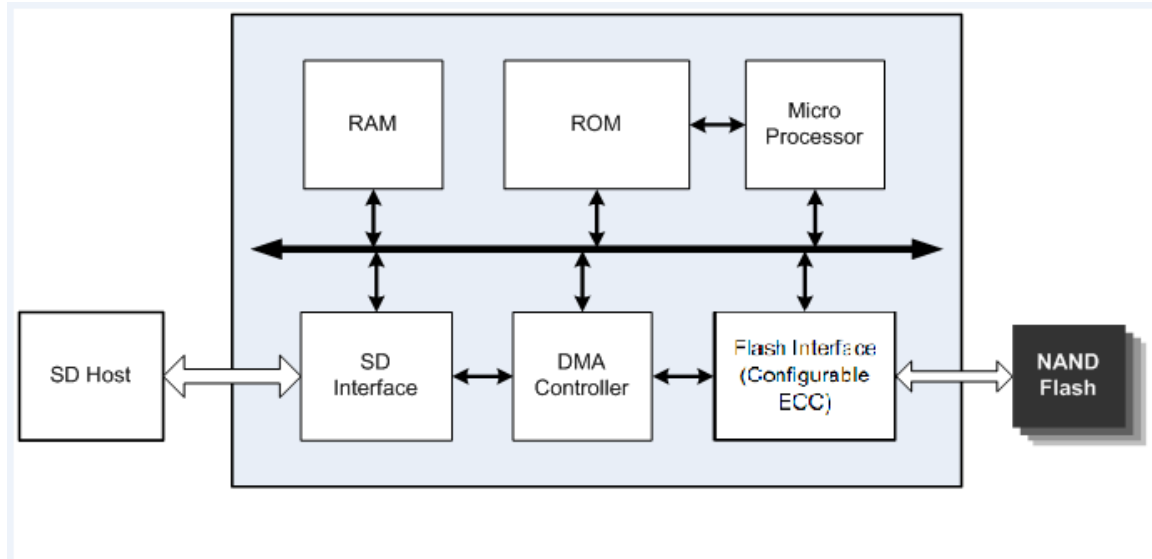 RAM
ROM
Micro
Processor
SD Host
SD
Interface
DMA
Controller
Flash Interface
(Configurable
ECC)
NAND
Flash